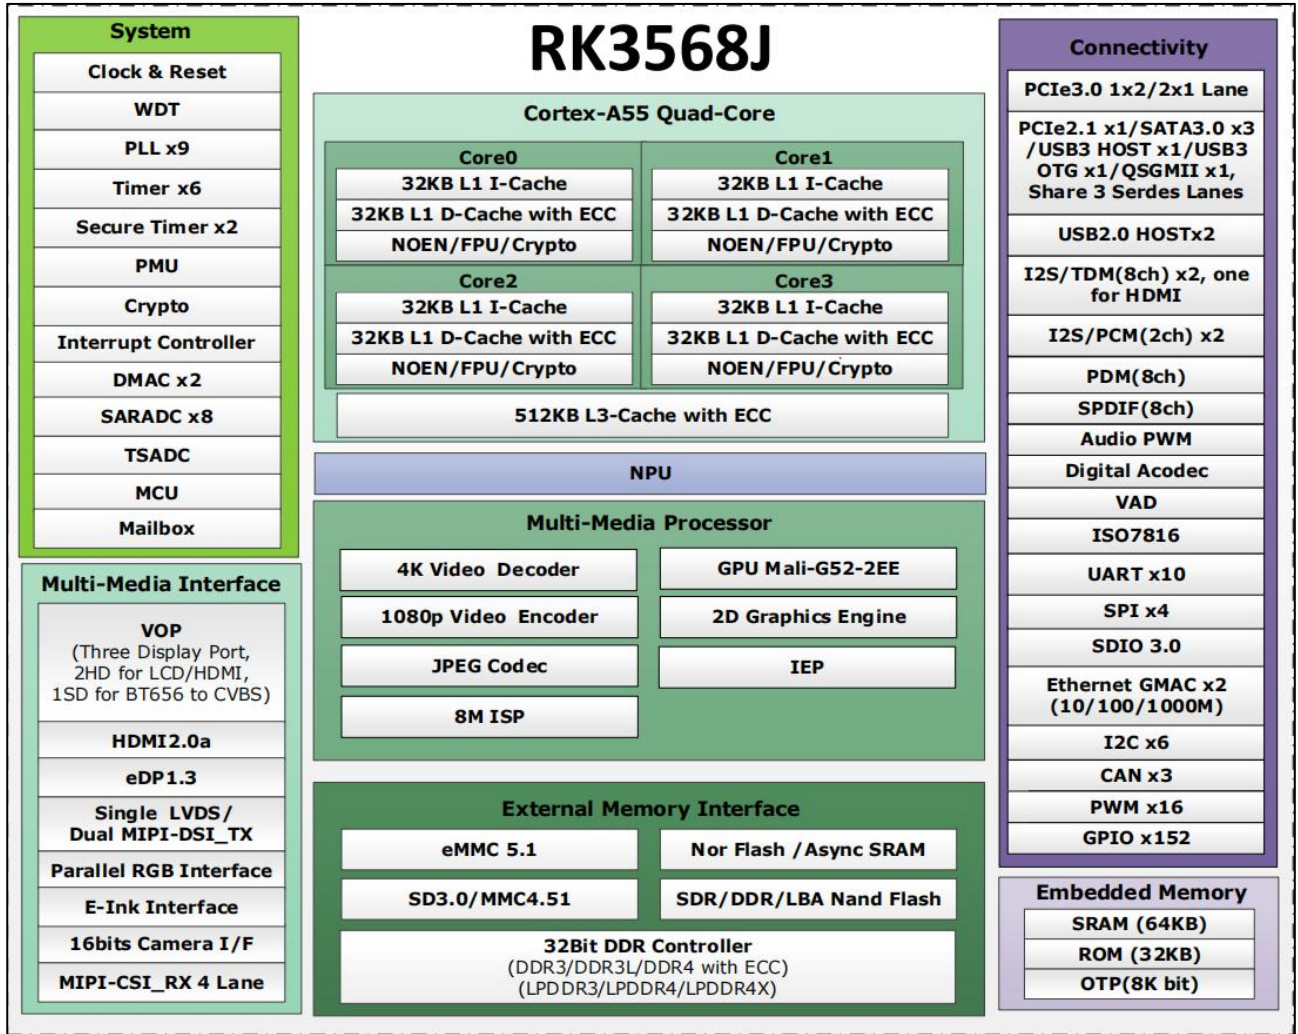 RK3568J
System
Clock & Reset
WDT
PLL x9
Timer x6
Secure Timer x2
PMU
Crypto
Interrupt Controller
DMAC x2
SARADC x8
TSADC
MCU
Mailbox
Multi-Media Interface
VOP
(Three Display Port,
2HD for LCD/HDMI,
1SD for BT656 to CVBS)
HDMI2.0a
eDP1.3
Single LVDS/
Dual MIPI-DSI_TX
Parallel RGB Interface
E-Ink Interface
16bits Camera I/F
MIPI-CSI_RX 4 Lane
Cortex-A55 Quad-Core
Core0
32KB L1 I-Cache
32KB L1 D-Cache with ECC
NOEN/FPU/Crypto
Core1
32KB L1 I-Cache
32KB L1 D-Cache with ECC
NOEN/FPU/Crypto
Core2
32KB L1 I-Cache
32KB L1 D-Cache with ECC
NOEN/FPU/Crypto
Core3
32KB L1 I-Cache
32KB L1 D-Cache with ECC
NOEN/FPU/Crypto
512KB L3-Cache with ECC
NPU
Multi-Media Processor
4K Video Decoder
GPU Mali-G52-2EE
1080p Video Encoder
2D Graphics Engine
JPEG Codec
IEP
8M ISP
External Memory Interface
eMMC 5.1
Nor Flash /Async SRAM
SD3.0/MMC4.51
SDR/DDR/LBA Nand Flash
32Bit DDR Controller
(DDR3/DDR3L/DDR4 with ECC)
(LPDDR3/LPDDR4/LPDDR4X)
Connectivity
PCIe3.0 1x2/2x1 Lane
PCIe2.1 x1/SATA3.0 x3
/USB3 HOST x1/USB3
OTG x1/QSGMII x1,
Share 3 Serdes Lanes
USB2.0 HOSTx2
I2S/TDM(8ch) x2, one
for HDMI
I2S/PCM(2ch) x2
PDM(8ch)
SPDIF(8ch)
Audio PWM
Digital Acodec
VAD
ISO7816
UART x10
SPI x4
SDIO 3.0
Ethernet GMAC x2
(10/100/1000M)
I2C x6
CAN x3
PWM x16
GPIO x152
Embedded Memory
SRAM (64KB)
ROM (32KB)
OTP(8K bit)